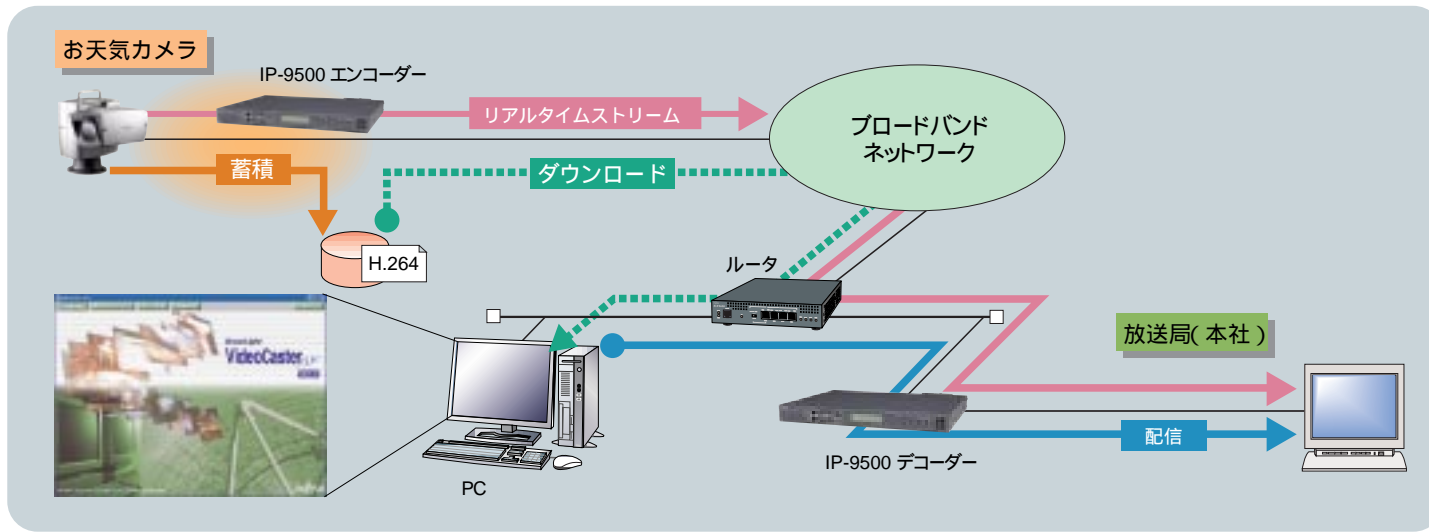 お天気カメラ
IP-9500 エンコーダー
リアルタイムストリーム
ブロードバンド
ネットワーク
蓄積
ダウンロード
H.264
ルータ
VideoCaster
放送局(本社)
配信
IP-9500 デコーダー
PC